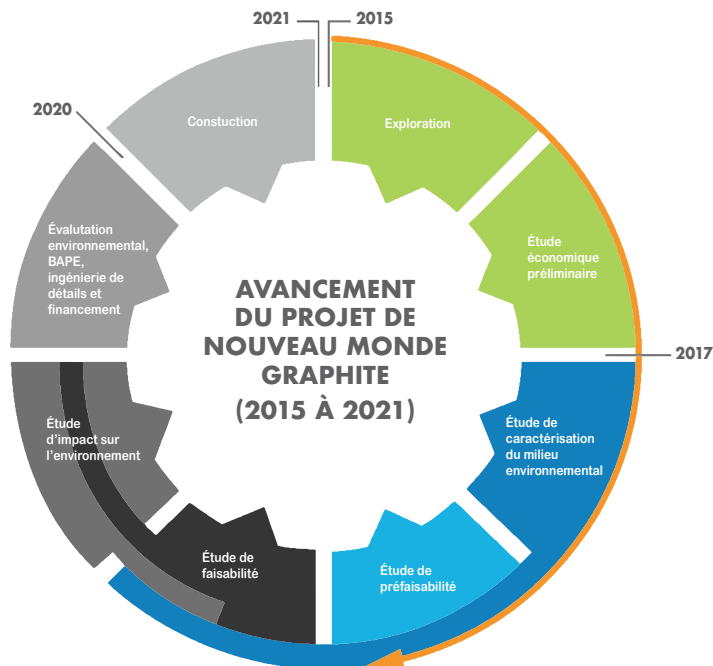 2021
2015
Exploration
Étude
économique
préliminaire
2017
Étude de
caractérisation
du milieu
environnemental
Étude de
préfaisabilité
Étude de
faisabilité
Étude
d'impact sur
l'environnement
Évalutation
environnemental,
BAPE,
ingénierie de
détails et
financement
2020
Constuction
AVANCEMENT
DU PROJET DE
NOUVEAU MONDE
GRAPHITE
(2015 À 2021)